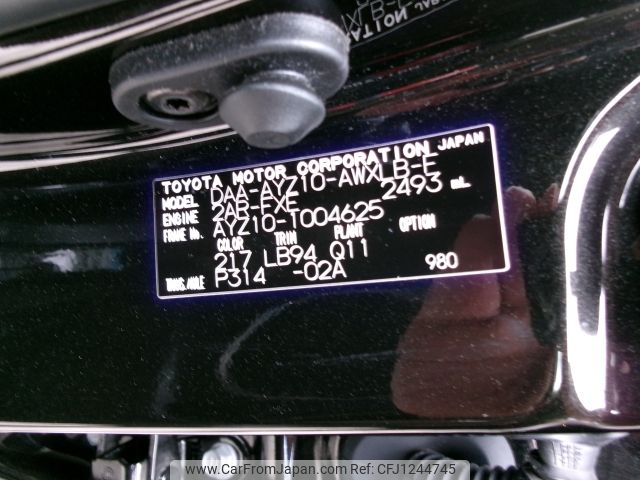 TOYOTA MOTOR CORPORATION JAPAN
MODEL DAA-AYZ10-AWXLB-E
ENGINE 2AR-FXE 2493 mL
FRAME No. AYZ10-1004625
COLOR TRIM PLANT OPTION
217 LB94 Q11
TRANS./AXLE P314 -02A 980
www.CarFromJapan.com ID: CFJ1244745